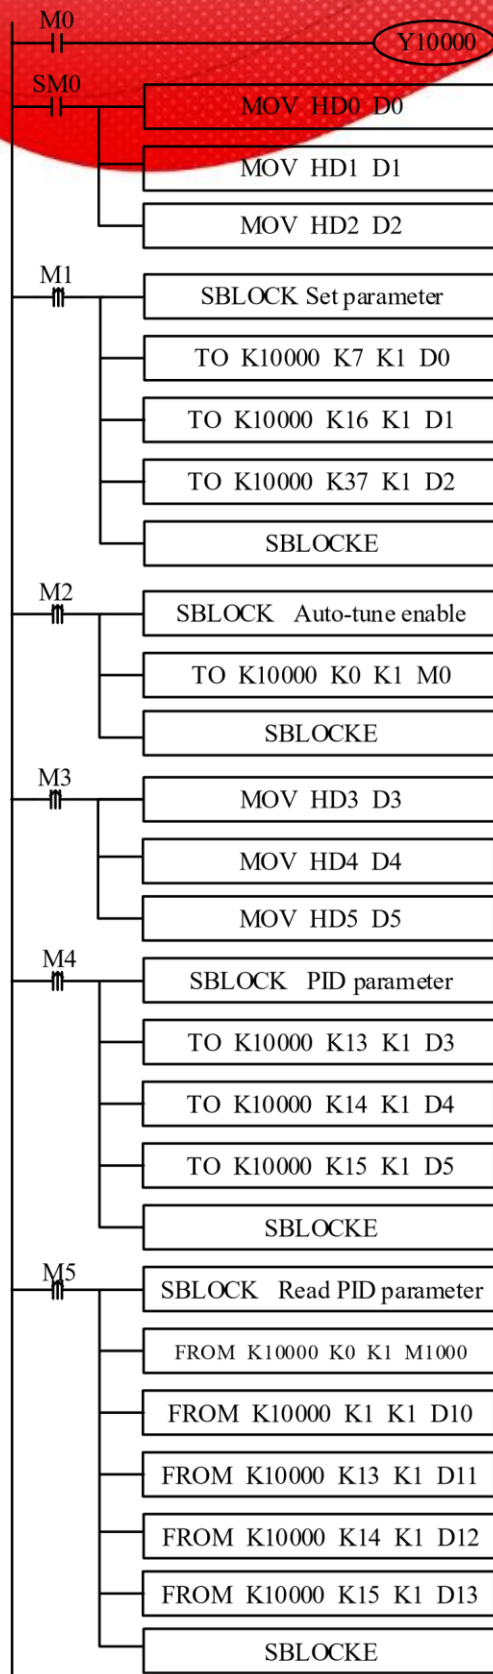 M0
Y10000
SM0
MOV HD0 D0
MOV HD1 D1
MOV HD2 D2
M1
SBLOCK Set parameter
TO K10000 K7 K1 D0
TO K10000 K16 K1 D1
TO K10000 K37 K1 D2
SBLOCKE
M2
SBLOCK Auto-tune enable
TO K10000 K0 K1 M0
SBLOCKE
M3
MOV HD3 D3
MOV HD4 D4
MOV HD5 D5
M4
SBLOCK PID parameter
TO K10000 K13 K1 D3
TO K10000 K14 K1 D4
TO K10000 K15 K1 D5
SBLOCKE
M5
SBLOCK Read PID parameter
FROM K10000 K0 K1 M1000
FROM K10000 K1 K1 D10
FROM K10000 K13 K1 D11
FROM K10000 K14 K1 D12
FROM K10000 K15 K1 D13
SBLOCKE